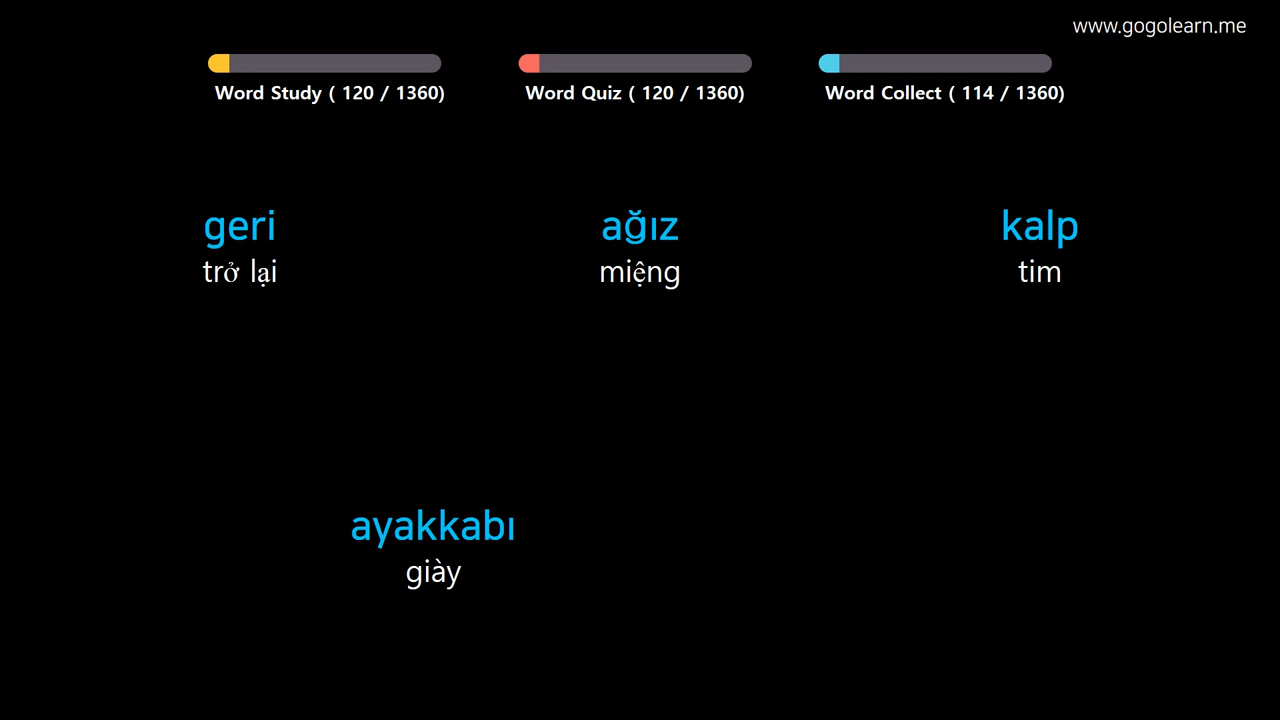 www.gogolearn.me
Word Study ( 120 / 1360)
Word Quiz ( 120 / 1360)
Word Collect ( 114 / 1360)
geri
trở lại
ağız
miệng
kalp
tim
ayakkabı
giày